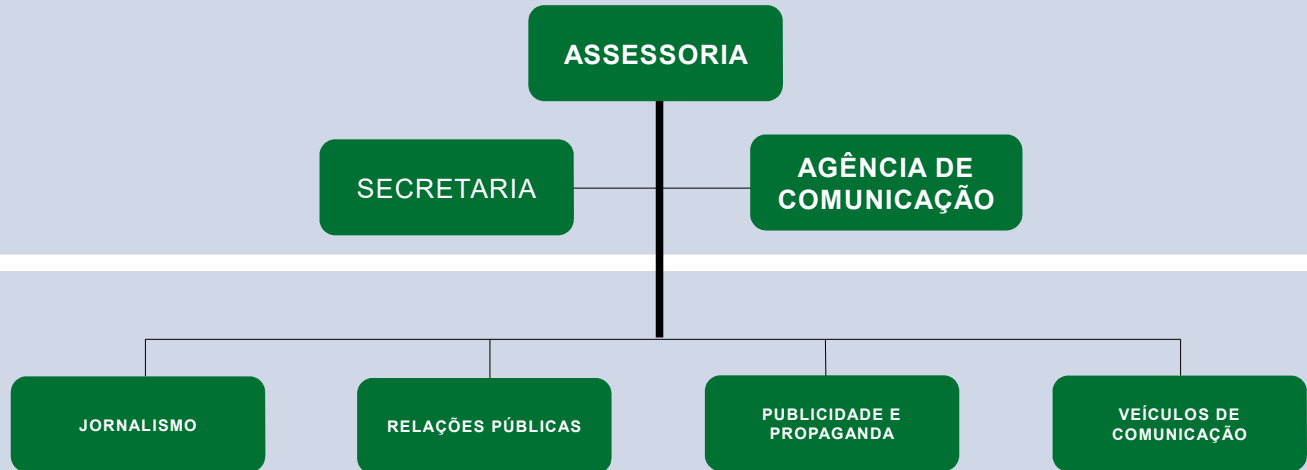 ASSESSORIA
SECRETARIA
AGÊNCIA DE
COMUNICAÇÃO
JORNALISMO
RELAÇÕES PÚBLICAS
PUBLICIDADE E
PROPAGANDA
VEÍCULOS DE
COMUNICAÇÃO